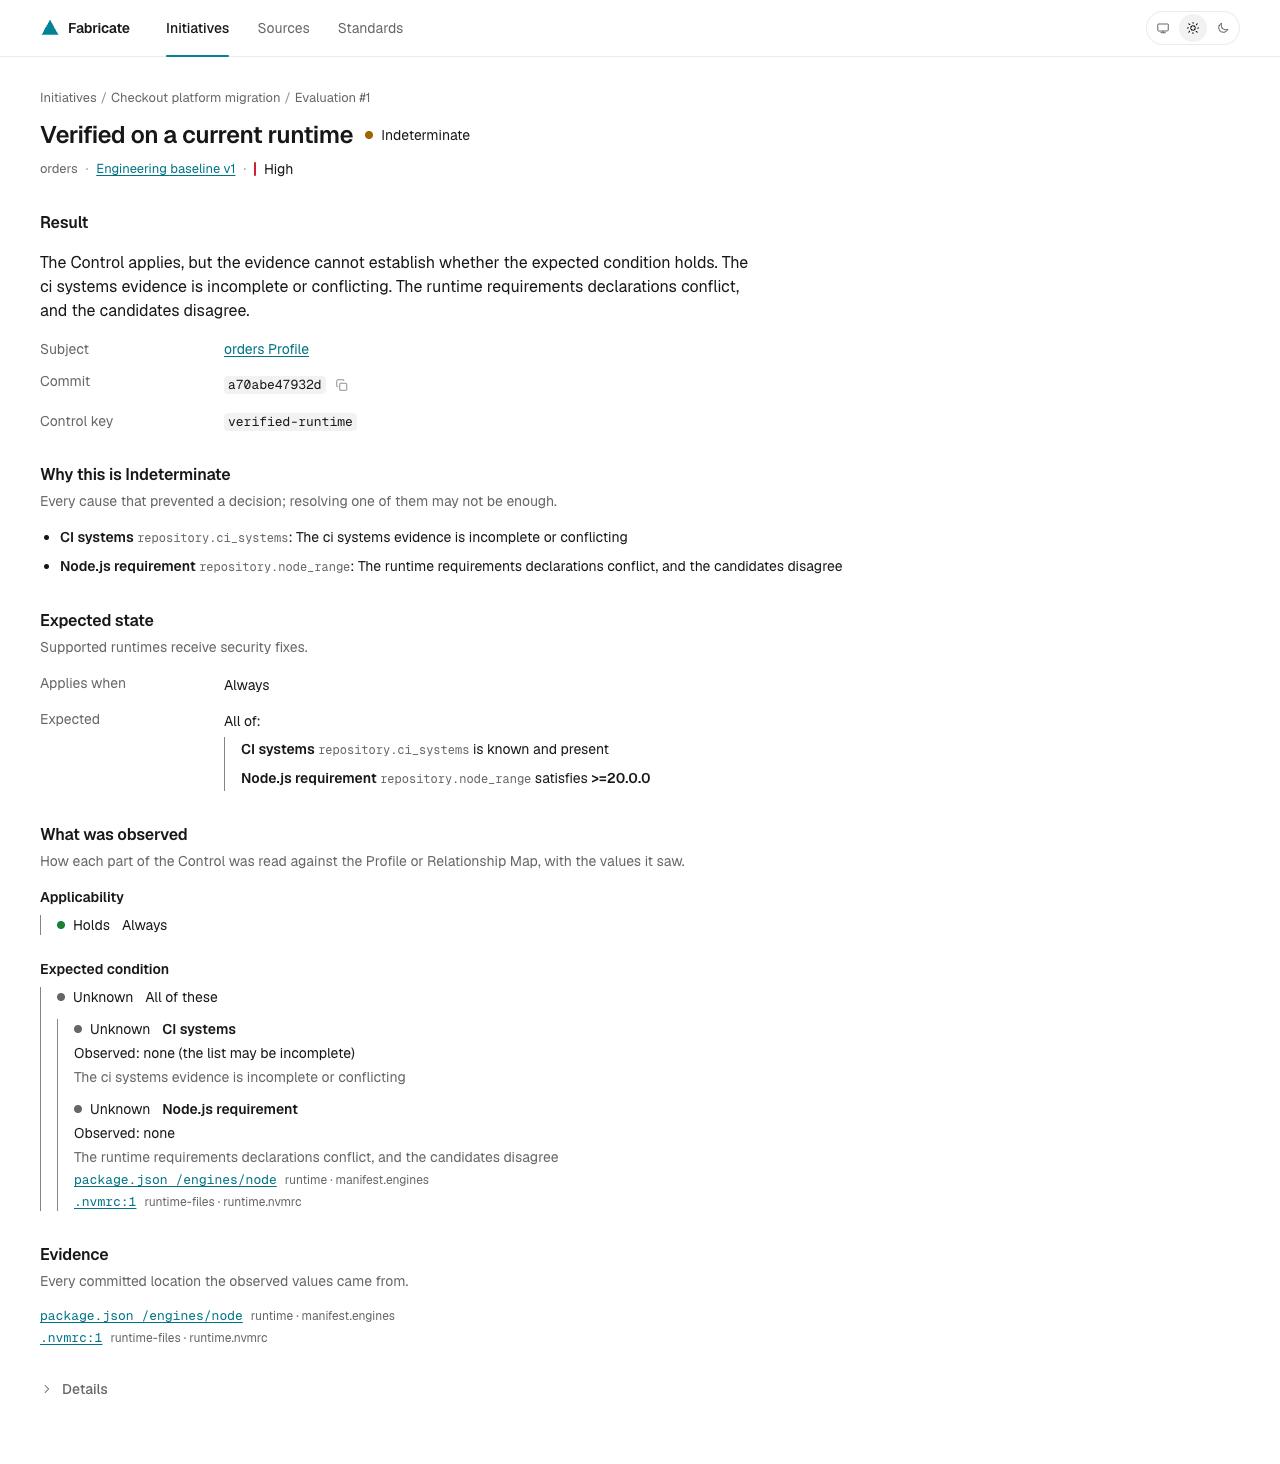 Fabricate Initiatives Sources Standards
Initiatives / Checkout platform migration / Evaluation #1
Verified on a current runtime Indeterminate
orders · Engineering baseline v1 · High
Result
The Control applies, but the evidence cannot establish whether the expected condition holds. The
ci systems evidence is incomplete or conflicting. The runtime requirements declarations conflict,
and the candidates disagree.
Subject orders Profile
Commit a70abe47932d
Control key verified-runtime
Why this is Indeterminate
Every cause that prevented a decision; resolving one of them may not be enough.
• CI systems repository.ci_systems: The ci systems evidence is incomplete or conflicting
• Node.js requirement repository.node_range: The runtime requirements declarations conflict, and the candidates disagree
Expected state
Supported runtimes receive security fixes.
Applies when Always
Expected All of:
CI systems repository.ci_systems is known and present
Node.js requirement repository.node_range satisfies >=20.0.0
What was observed
How each part of the Control was read against the Profile or Relationship Map, with the values it saw.
Applicability
Holds Always
Expected condition
Unknown All of these
Unknown CI systems
Observed: none (the list may be incomplete)
The ci systems evidence is incomplete or conflicting
Unknown Node.js requirement
Observed: none
The runtime requirements declarations conflict, and the candidates disagree
package.json /engines/node runtime · manifest.engines
.nvmrc:1 runtime-files · runtime.nvmrc
Evidence
Every committed location the observed values came from.
package.json /engines/node runtime · manifest.engines
.nvmrc:1 runtime-files · runtime.nvmrc
Details